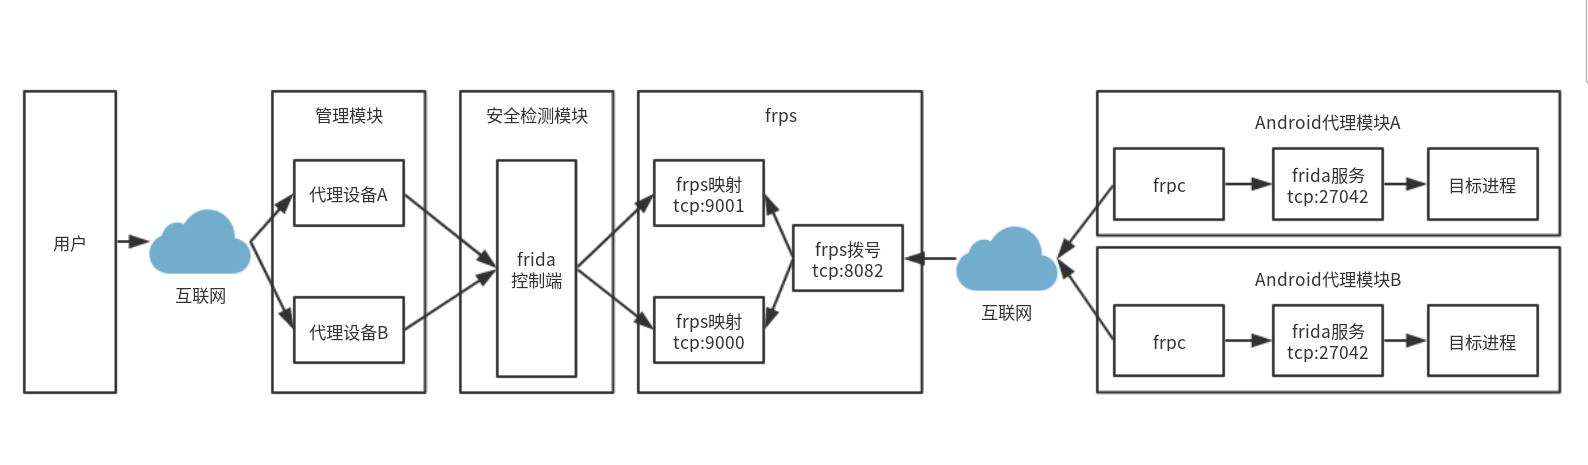 用户
互联网
管理模块
代理设备A
代理设备B
安全检测模块
frida
控制端
frps
frps映射
tcp:9001
frps映射
tcp:9000
frps拨号
tcp:8082
互联网
Android代理模块A
frpc
frida服务
tcp:27042
目标进程
Android代理模块B
frpc
frida服务
tcp:27042
目标进程